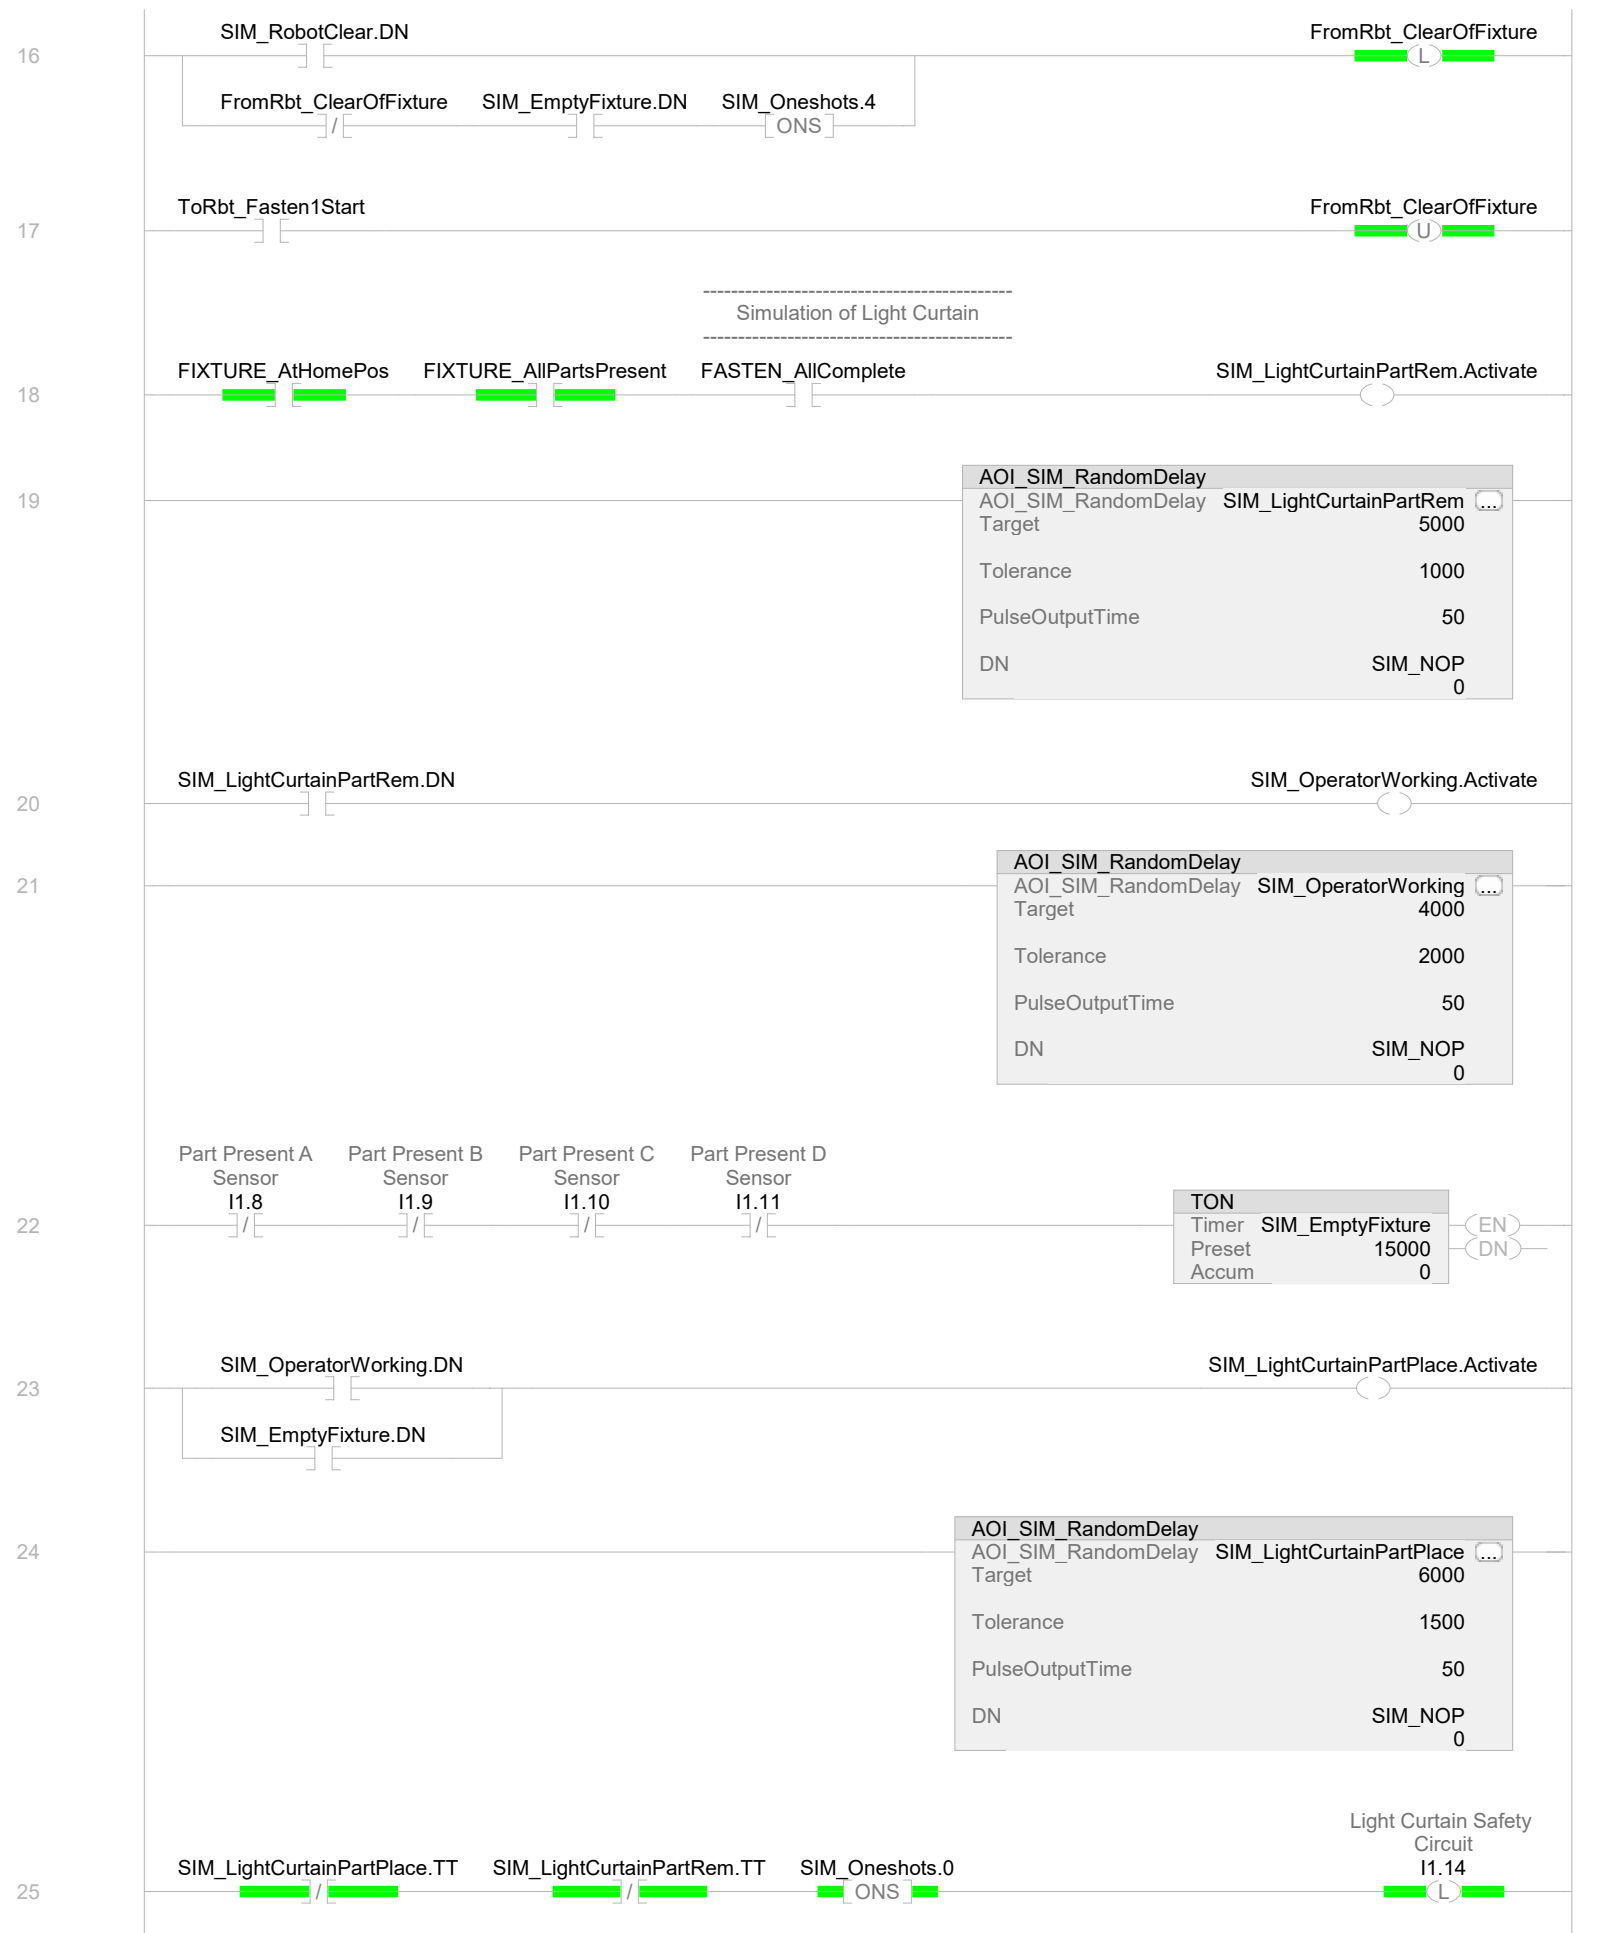 SIM_RobotClear.DN FromRbt_ClearOfFixture
16 L
FromRbt_ClearOfFixture SIM_EmptyFixture.DN SIM_Oneshots.4
/ ONS
ToRbt_Fasten1Start FromRbt_ClearOfFixture
17 U
--------------------------------------------
Simulation of Light Curtain
--------------------------------------------
FIXTURE_AtHomePos FIXTURE_AllPartsPresent FASTEN_AllComplete SIM_LightCurtainPartRem.Activate
18
AOI_SIM_RandomDelay
19 AOI_SIM_RandomDelay SIM_LightCurtainPartRem ...
Target 5000
Tolerance 1000
PulseOutputTime 50
DN SIM_NOP
0
SIM_LightCurtainPartRem.DN SIM_OperatorWorking.Activate
20
AOI_SIM_RandomDelay
21 AOI_SIM_RandomDelay SIM_OperatorWorking ...
Target 4000
Tolerance 2000
PulseOutputTime 50
DN SIM_NOP
0
Part Present A Part Present B Part Present C Part Present D
Sensor Sensor Sensor Sensor
I1.8 I1.9 I1.10 I1.11 TON
22 / / / / Timer SIM_EmptyFixture EN
Preset 15000 DN
Accum 0
SIM_OperatorWorking.DN SIM_LightCurtainPartPlace.Activate
23
SIM_EmptyFixture.DN
AOI_SIM_RandomDelay
24 AOI_SIM_RandomDelay SIM_LightCurtainPartPlace ...
Target 6000
Tolerance 1500
PulseOutputTime 50
DN SIM_NOP
0
Light Curtain Safety
Circuit
SIM_LightCurtainPartPlace.TT SIM_LightCurtainPartRem.TT SIM_Oneshots.0 I1.14
25 / / ONS L